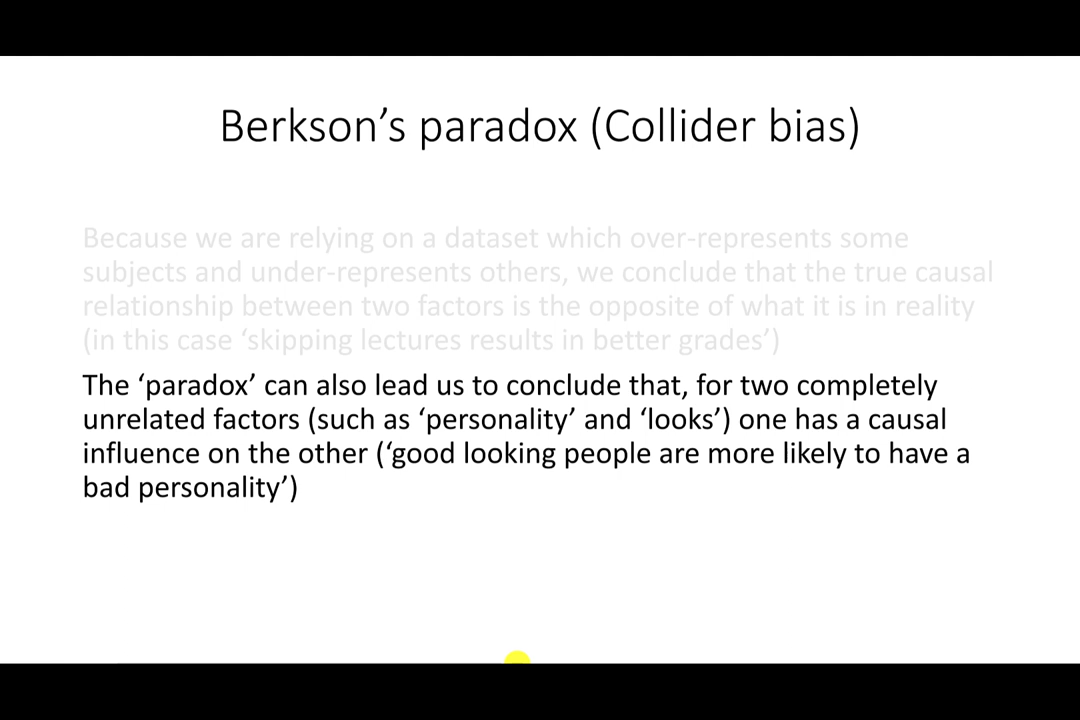 Berkson’s paradox (Collider bias)
Because we are relying on a dataset which over-represents some
subjects and under-represents others, we conclude that the true causal
relationship between two factors is the opposite of what it is in reality
(in this case ‘skipping lectures results in better grades’)
The ‘paradox’ can also lead us to conclude that, for two completely
unrelated factors (such as ‘personality’ and ‘looks’) one has a causal
influence on the other (‘good looking people are more likely to have a
bad personality’)